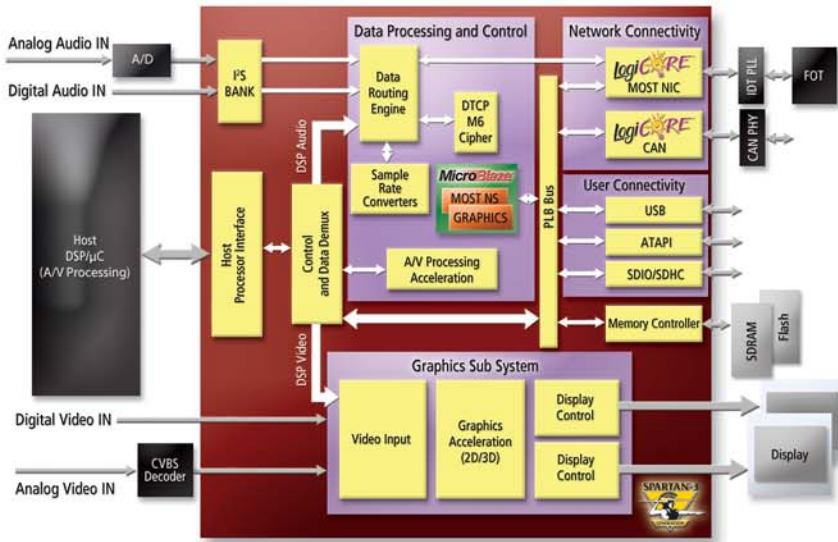 Analog Audio IN
A/D
Digital Audio IN
I²S
BANK
Data Processing and Control
Data
Routing
Engine
DTCP
M6
Cipher
Sample
Rate
Converters
MicroBlaze
MOST NS
GRAPHICS
DSP Audio
Host
DSP/µC
(A/V Processing)
Host
Processor Interface
Control
and Data Demux
A/V Processing
Acceleration
PLB Bus
Network Connectivity
LogiCORE
MOST NIC
LogiCORE
CAN
IDT PLL
FOT
CAN PHY
User Connectivity
USB
ATAPI
SDIO/SDHC
Memory Controller
SDRAM
Flash
DSP Video
Graphics Sub System
Digital Video IN
Analog Video IN
CVBS
Decoder
Video Input
Graphics
Acceleration
(2D/3D)
Display
Control
Display
Control
Display
SPARTAN-3